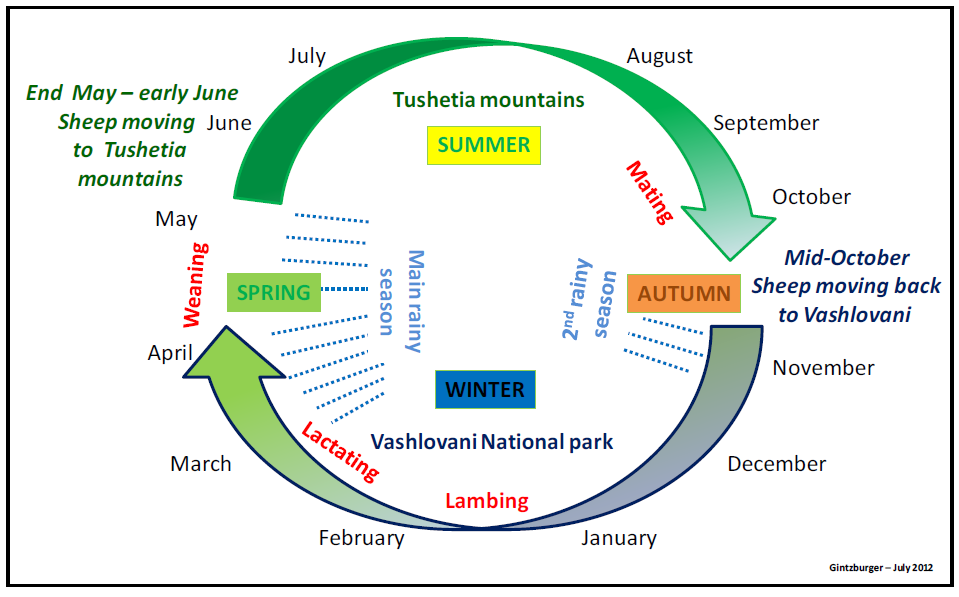 July
August
End  May – early June
Sheep moving
to  Tushetia
mountains
June
Tushetia mountains
SUMMER
September
Mating
October
May
Weaning
SPRING
Main rainy
season
2nd rainy
season
AUTUMN
Mid-October
Sheep moving back
to Vashlovani
April
November
WINTER
Lactating
Vashlovani National park
March
December
Lambing
February
January
Gintzburger – July 2012